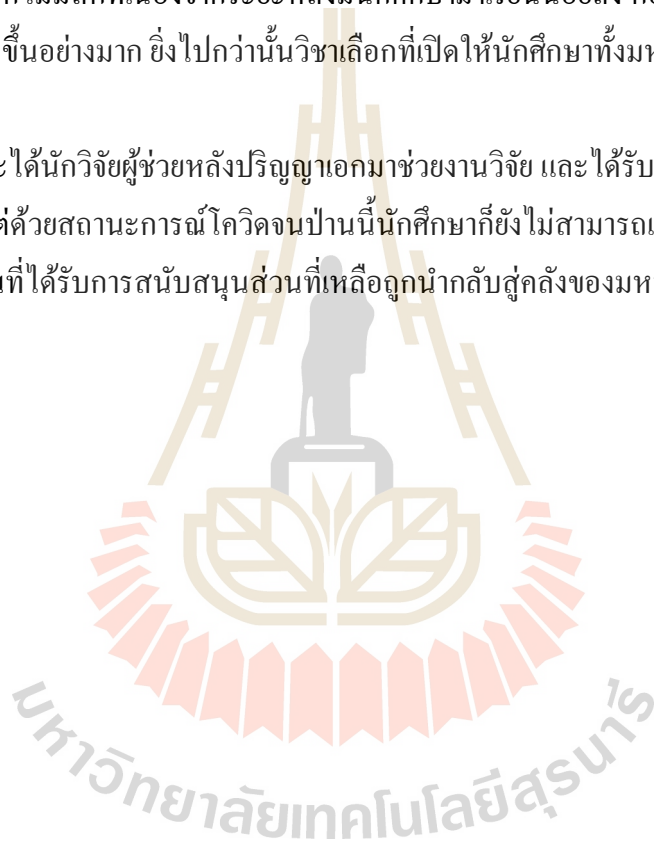 ขึ้นอย่างมาก ยิ่งไปกว่านั้นวิชาเลือกที่เปิดให้นักศึกษาทั้งมห
ได้นักวิจัยผู้ช่วยหลังปริญญาเอกมาช่วยงานวิจัย และได้รับ
ด้วยสถานะการณ์โควิดจนป่านนี้นักศึกษาก็ยังไม่สามารถเ
ที่ได้รับการสนับสนุนส่วนที่เหลือถูกนำกลับสู่คลังของมห
มหาวิทยาลัยเทคโนโลยีสุรนารี